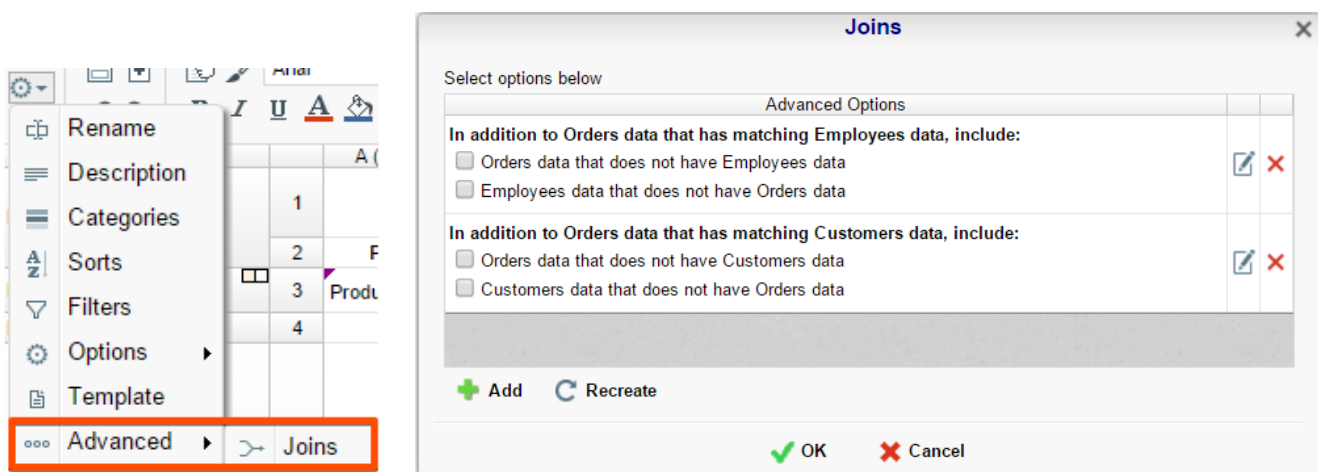 Arial
B I U A
Rename
Description
Categories
Sorts
Filters
Options
Template
Advanced
Joins
A (
1
2
F
3
Produ
4
Joins
Select options below
Advanced Options
In addition to Orders data that has matching Employees data, include:
Orders data that does not have Employees data
Employees data that does not have Orders data
In addition to Orders data that has matching Customers data, include:
Orders data that does not have Customers data
Customers data that does not have Orders data
Add Recreate
OK Cancel